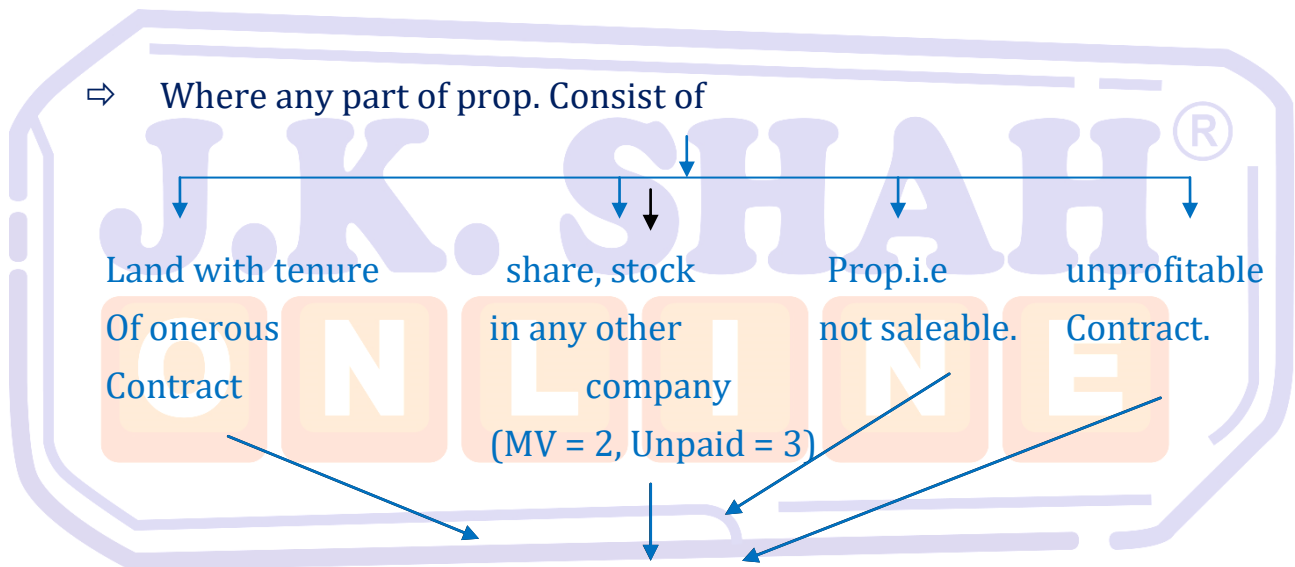 ⇨ Where any part of prop. Consist of
J.K. SHAH®
ONLINE
Land with tenure
Of onerous
Contract
share, stock
in any other
company
(MV = 2, Unpaid = 3)
Prop.i.e
not saleable.
unprofitable
Contract.